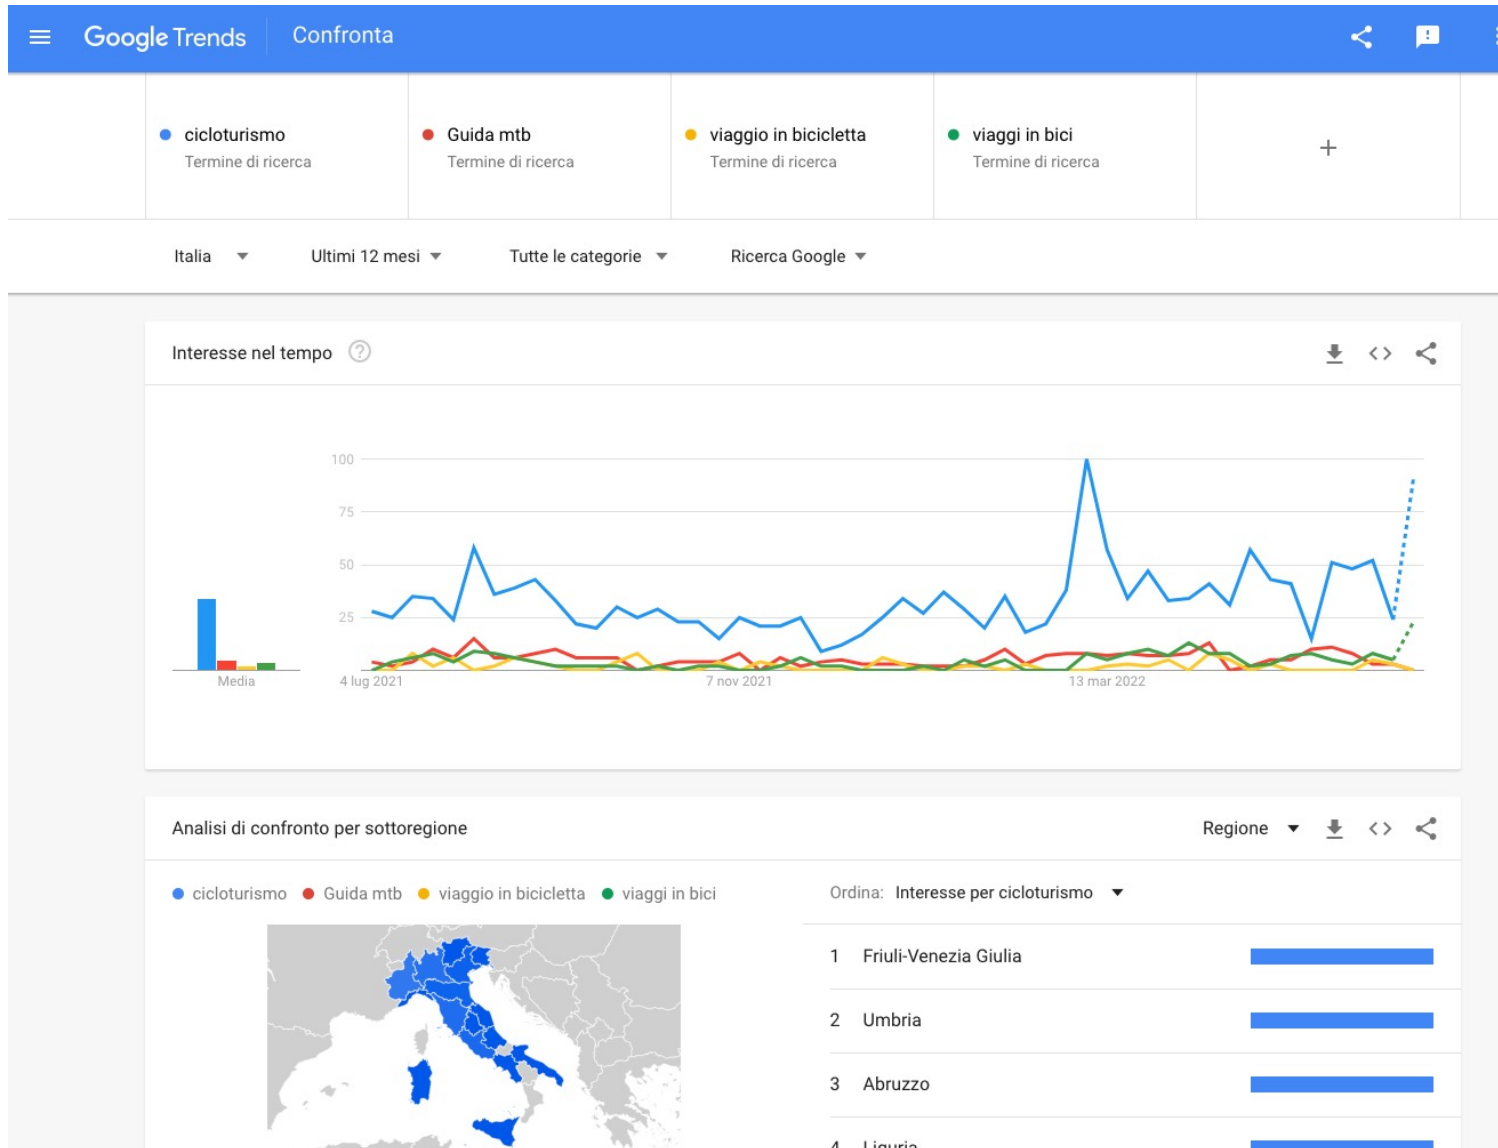 Google Trends Confronta
cicloturismo
Termine di ricerca
Guida mtb
Termine di ricerca
viaggio in bicicletta
Termine di ricerca
viaggi in bici
Termine di ricerca
+
Italia Ultimi 12 mesi Tutte le categorie Ricerca Google
Interesse nel tempo ?
100
75
50
25
Media 4 lug 2021 7 nov 2021 13 mar 2022
Analisi di confronto per sottoregione Regione
cicloturismo Guida mtb viaggio in bicicletta viaggi in bici
Ordina: Interesse per cicloturismo
1 Friuli-Venezia Giulia
2 Umbria
3 Abruzzo
4 Liguria